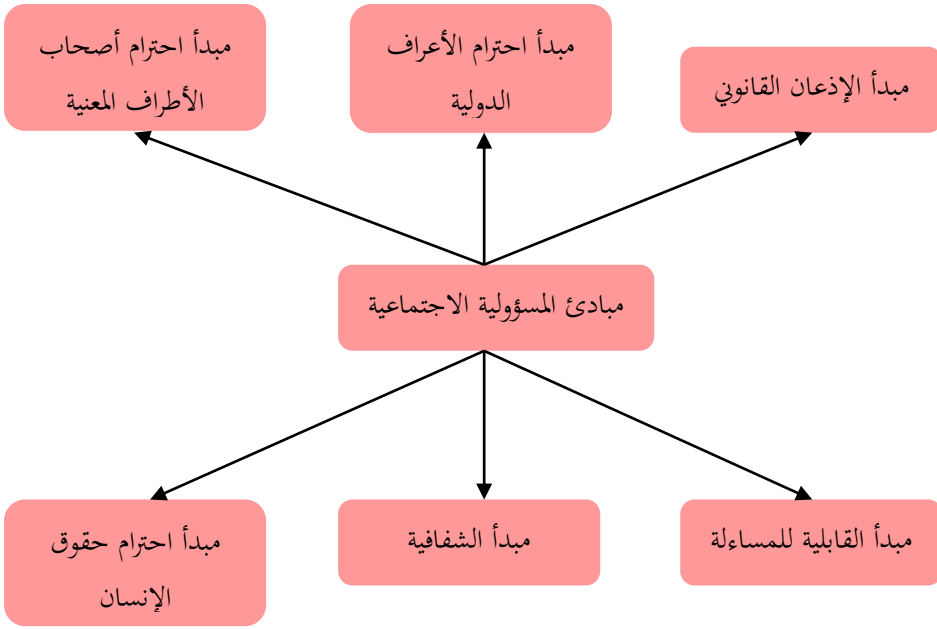 مبدأ الإذعان القانوني
مبدأ احترام الأعراف
الدولية
مبدأ احترام أصحاب
الأطراف المعنية
مبادئ المسؤولية الاجتماعية
مبدأ القابلية للمساءلة
مبدأ الشفافية
مبدأ احترام حقوق
الإنسان